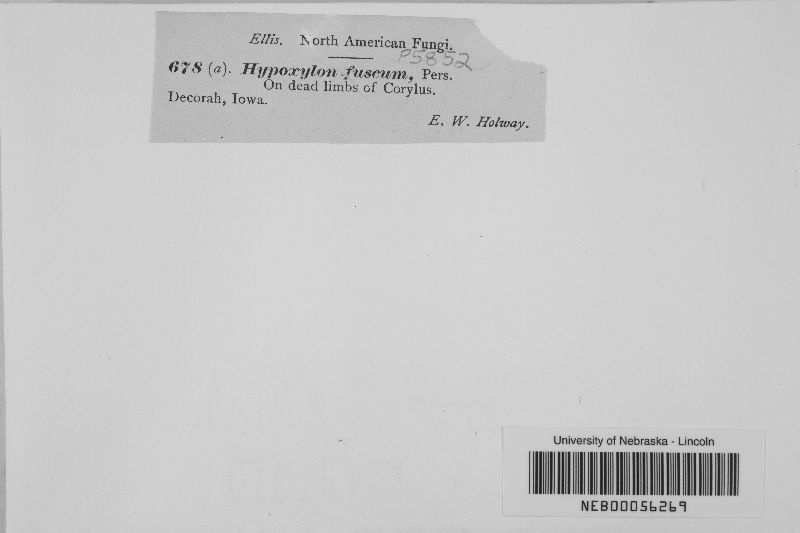 Ellis. North American Fungi.
P5852
678 (a). Hypoxylon fuscum, Pers.
On dead limbs of Corylus.
Decorah, Iowa.
E. W. Holway.
University of Nebraska - Lincoln
NEB00056269